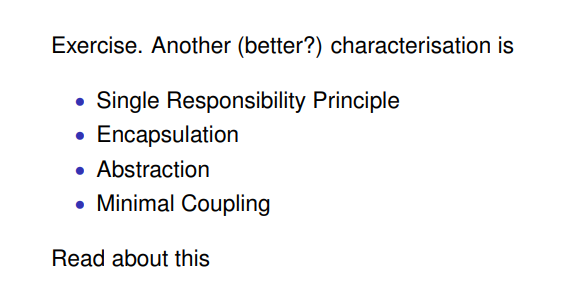 Exercise. Another (better?) characterisation is
• Single Responsibility Principle
• Encapsulation
• Abstraction
• Minimal Coupling
Read about this